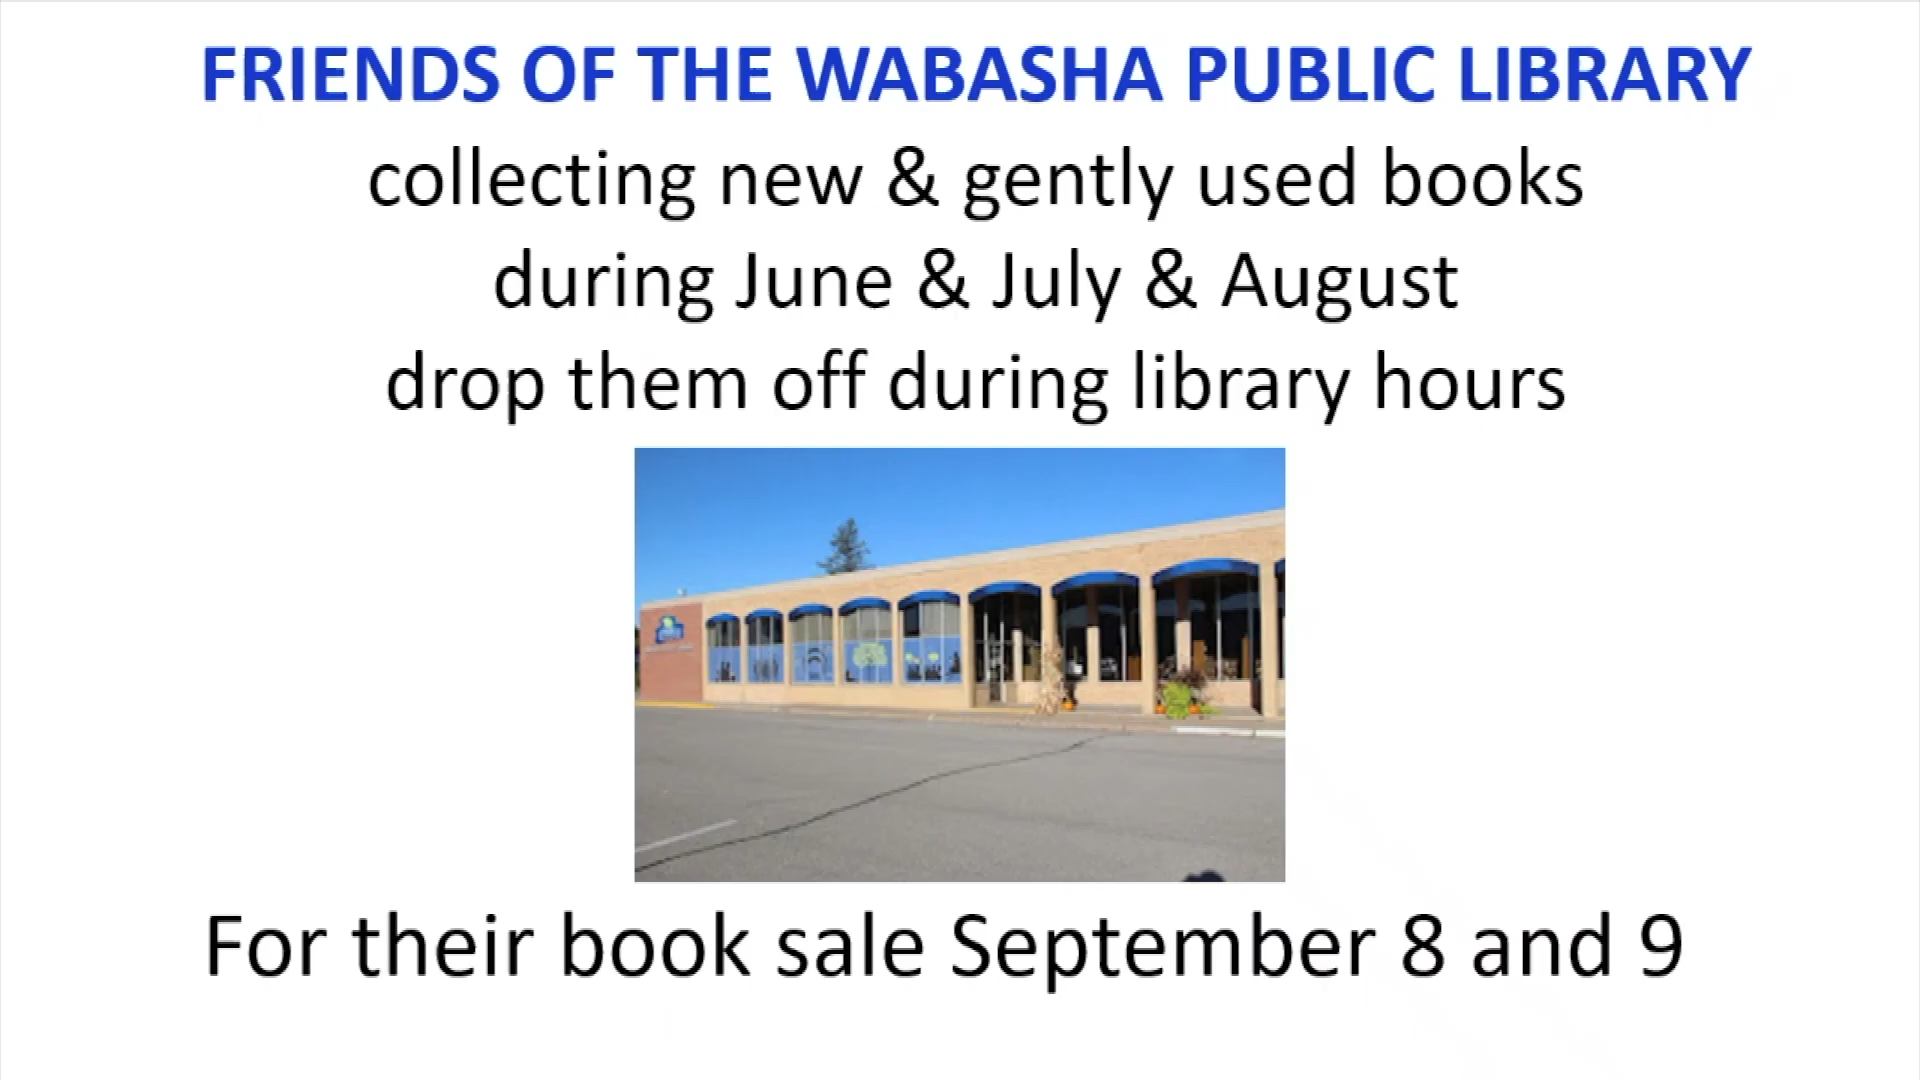 FRIENDS OF THE WABASHA PUBLIC LIBRARY
collecting new & gently used books
during June & July & August
drop them off during library hours
For their book sale September 8 and 9